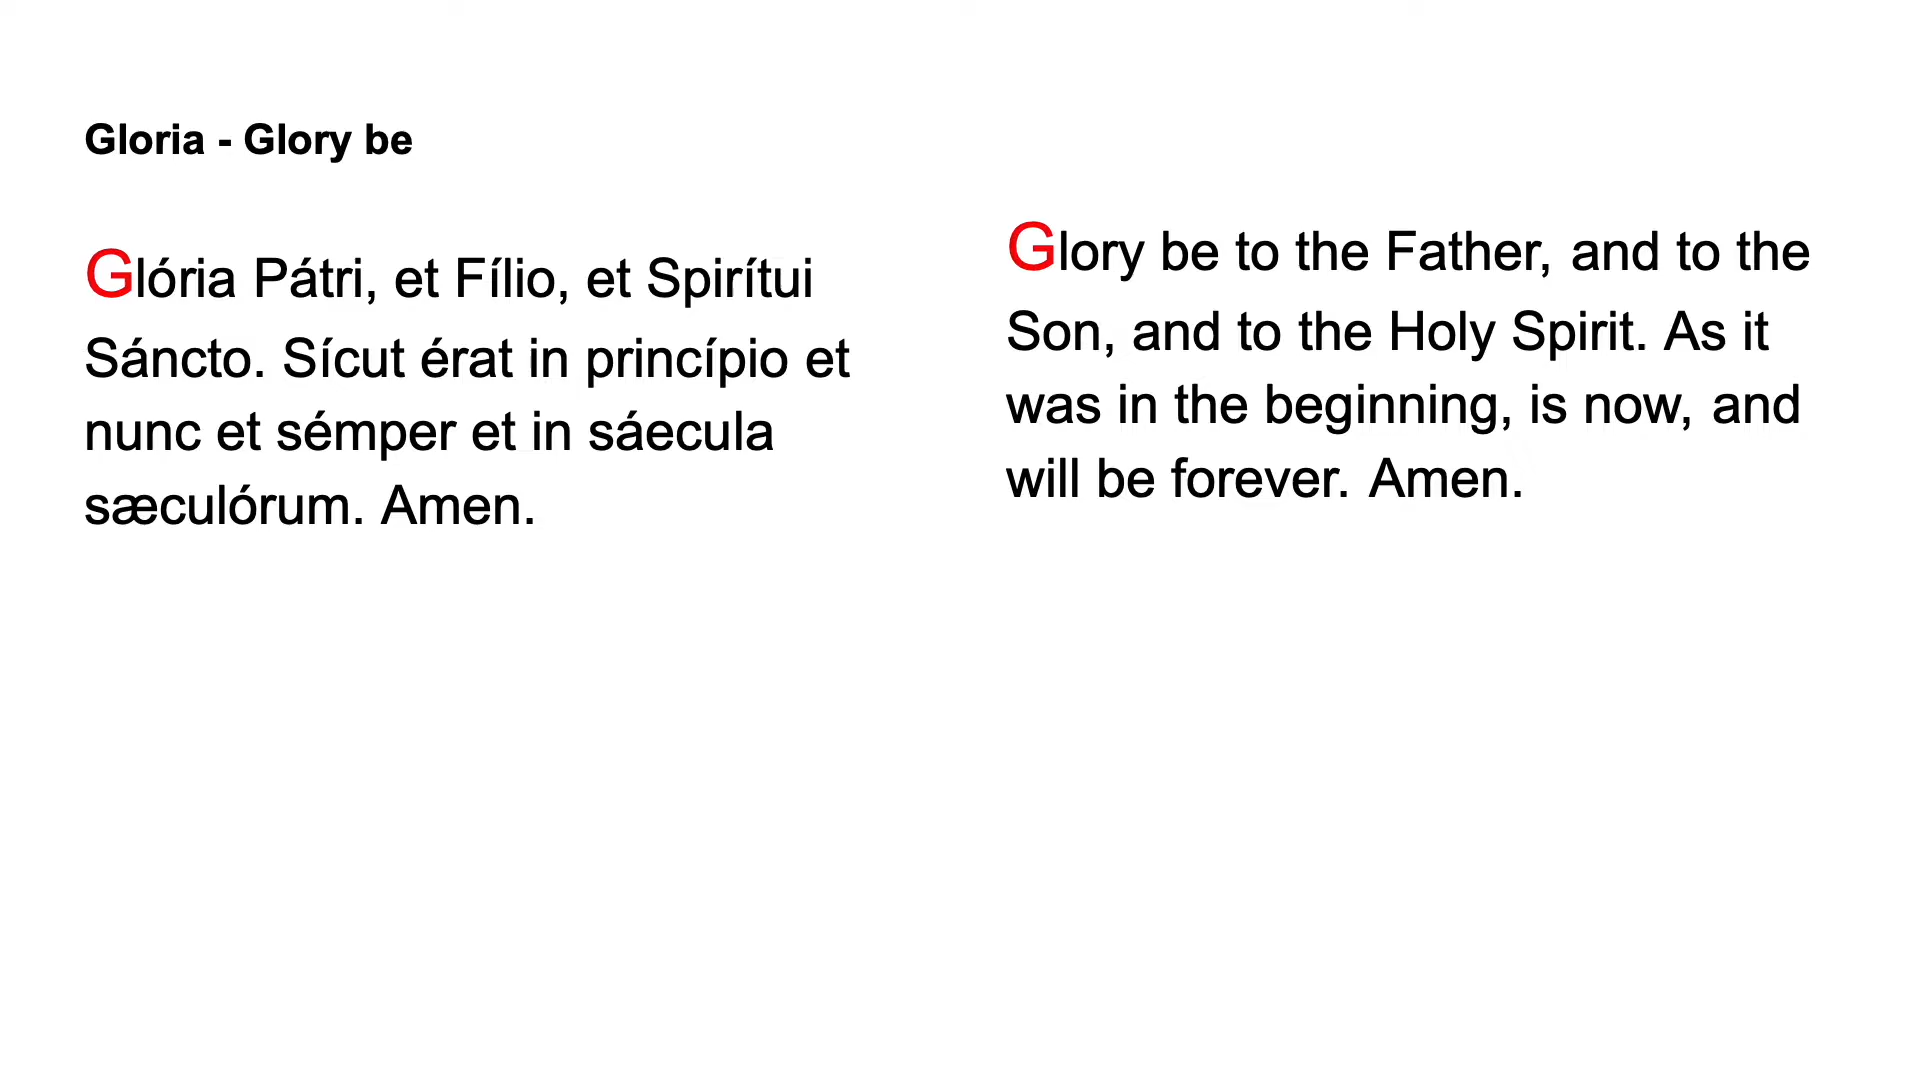 Gloria - Glory be
Glória Pátri, et Fílio, et Spirítui
Sáncto. Sícut érat in princípio et
nunc et sémper et in sáecula
sæculórum. Amen.
Glory be to the Father, and to the
Son, and to the Holy Spirit. As it
was in the beginning, is now, and
will be forever. Amen.